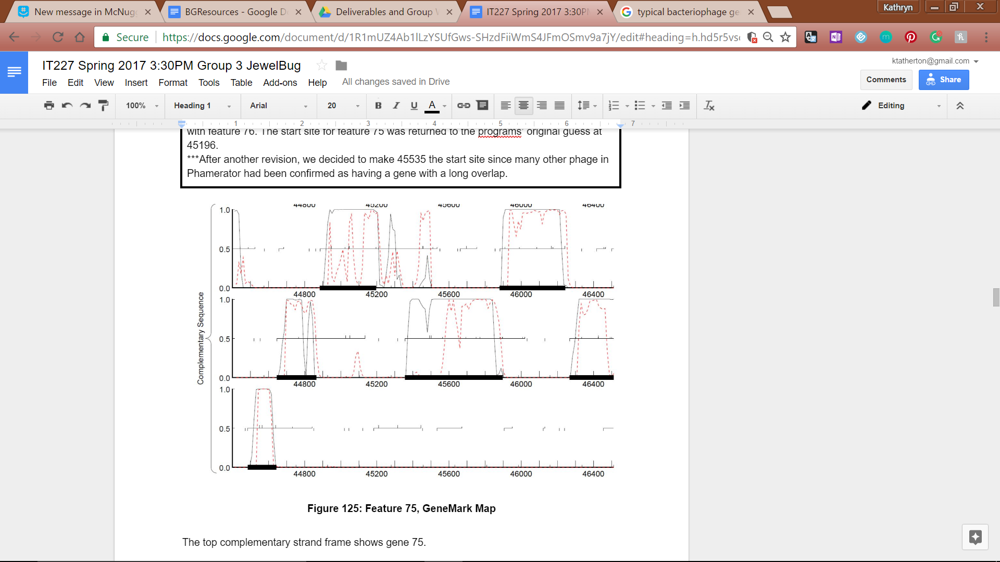 New message in McNugg
BGResources - Google D
Deliverables and Group
IT227 Spring 2017 3:30P
typical bacteriophage ge
Kathryn
Secure
https://docs.google.com/document/d/1R1mUZ4Ab1lLzYSUfGws-SHzdFiiWmS4JFmOSmv9a7jY/edit#heading=h.hd5r5vs
IT227 Spring 2017 3:30PM Group 3 JewelBug
ktatherton@gmail.com
File Edit View Insert Format Tools Table Add-ons Help All changes saved in Drive
Comments Share
100% Heading 1 Arial 20 B I U A Editing
1 2 3 4 5 6 7
with feature 76. The start site for feature 75 was returned to the programs' original guess at
45196.
***After another revision, we decided to make 45535 the start site since many other phage in
Phamerator had been confirmed as having a gene with a long overlap.
44800 45200 45600 46000 46400
1.0
0.5
0.0
44800 45200 45600 46000 46400
1.0
0.5
0.0
44800 45200 45600 46000 46400
1.0
0.5
0.0
44800 45200 45600 46000 46400
Complementary Sequence
Figure 125: Feature 75, GeneMark Map
The top complementary strand frame shows gene 75.